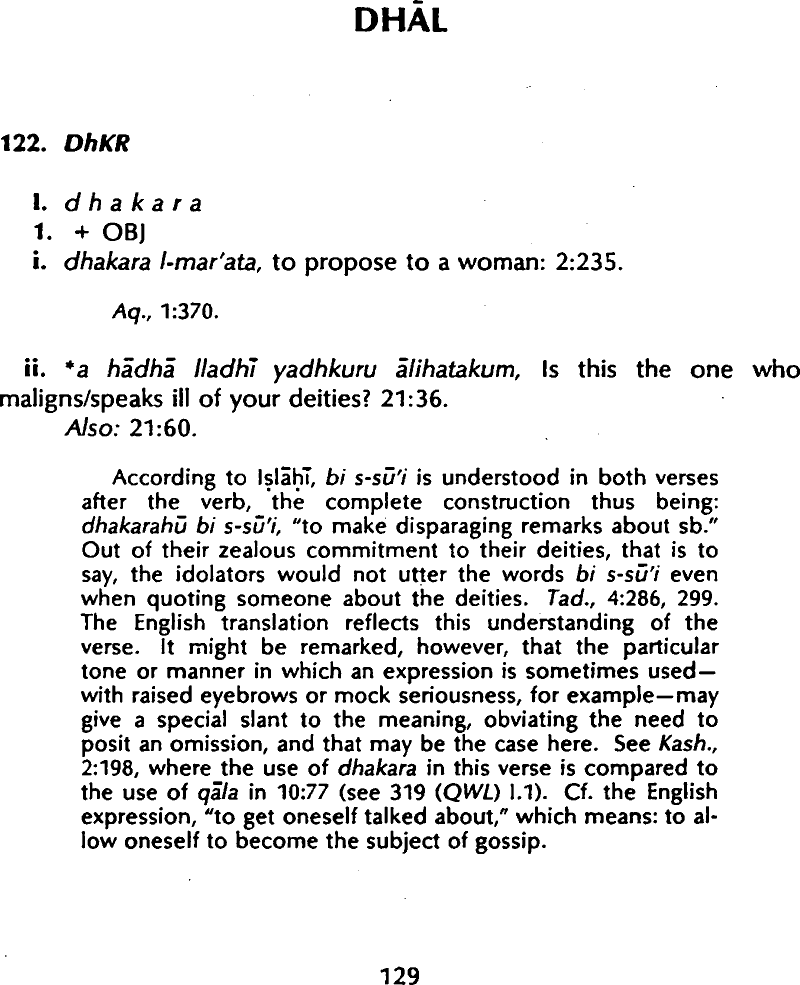 DHĀL
122. DhKR
I. d h a k a r a
1. + OBJ
i. dhakara l-mar'ata, to propose to a woman: 2:235.
Aq., 1:370.
ii. *a hādhā lladhī yadhkuru ālihatakum, Is this the one who
maligns/speaks ill of your deities? 21:36.
Also: 21:60.
According to Iṣlāḥī, bi s-sū'i is understood in both verses
after the verb, the complete construction thus being:
dhakarahū bi s-sū'i, "to make disparaging remarks about sb."
Out of their zealous commitment to their deities, that is to
say, the idolators would not utter the words bi s-sū'i even
when quoting someone about the deities. Tad., 4:286, 299.
The English translation reflects this understanding of the
verse. It might be remarked, however, that the particular
tone or manner in which an expression is sometimes used—
with raised eyebrows or mock seriousness, for example—may
give a special slant to the meaning, obviating the need to
posit an omission, and that may be the case here. See Kash.,
2:198, where the use of dhakara in this verse is compared to
the use of qāla in 10:77 (see 319 (QWL) I.1). Cf. the English
expression, "to get oneself talked about," which means: to al-
low oneself to become the subject of gossip.
129